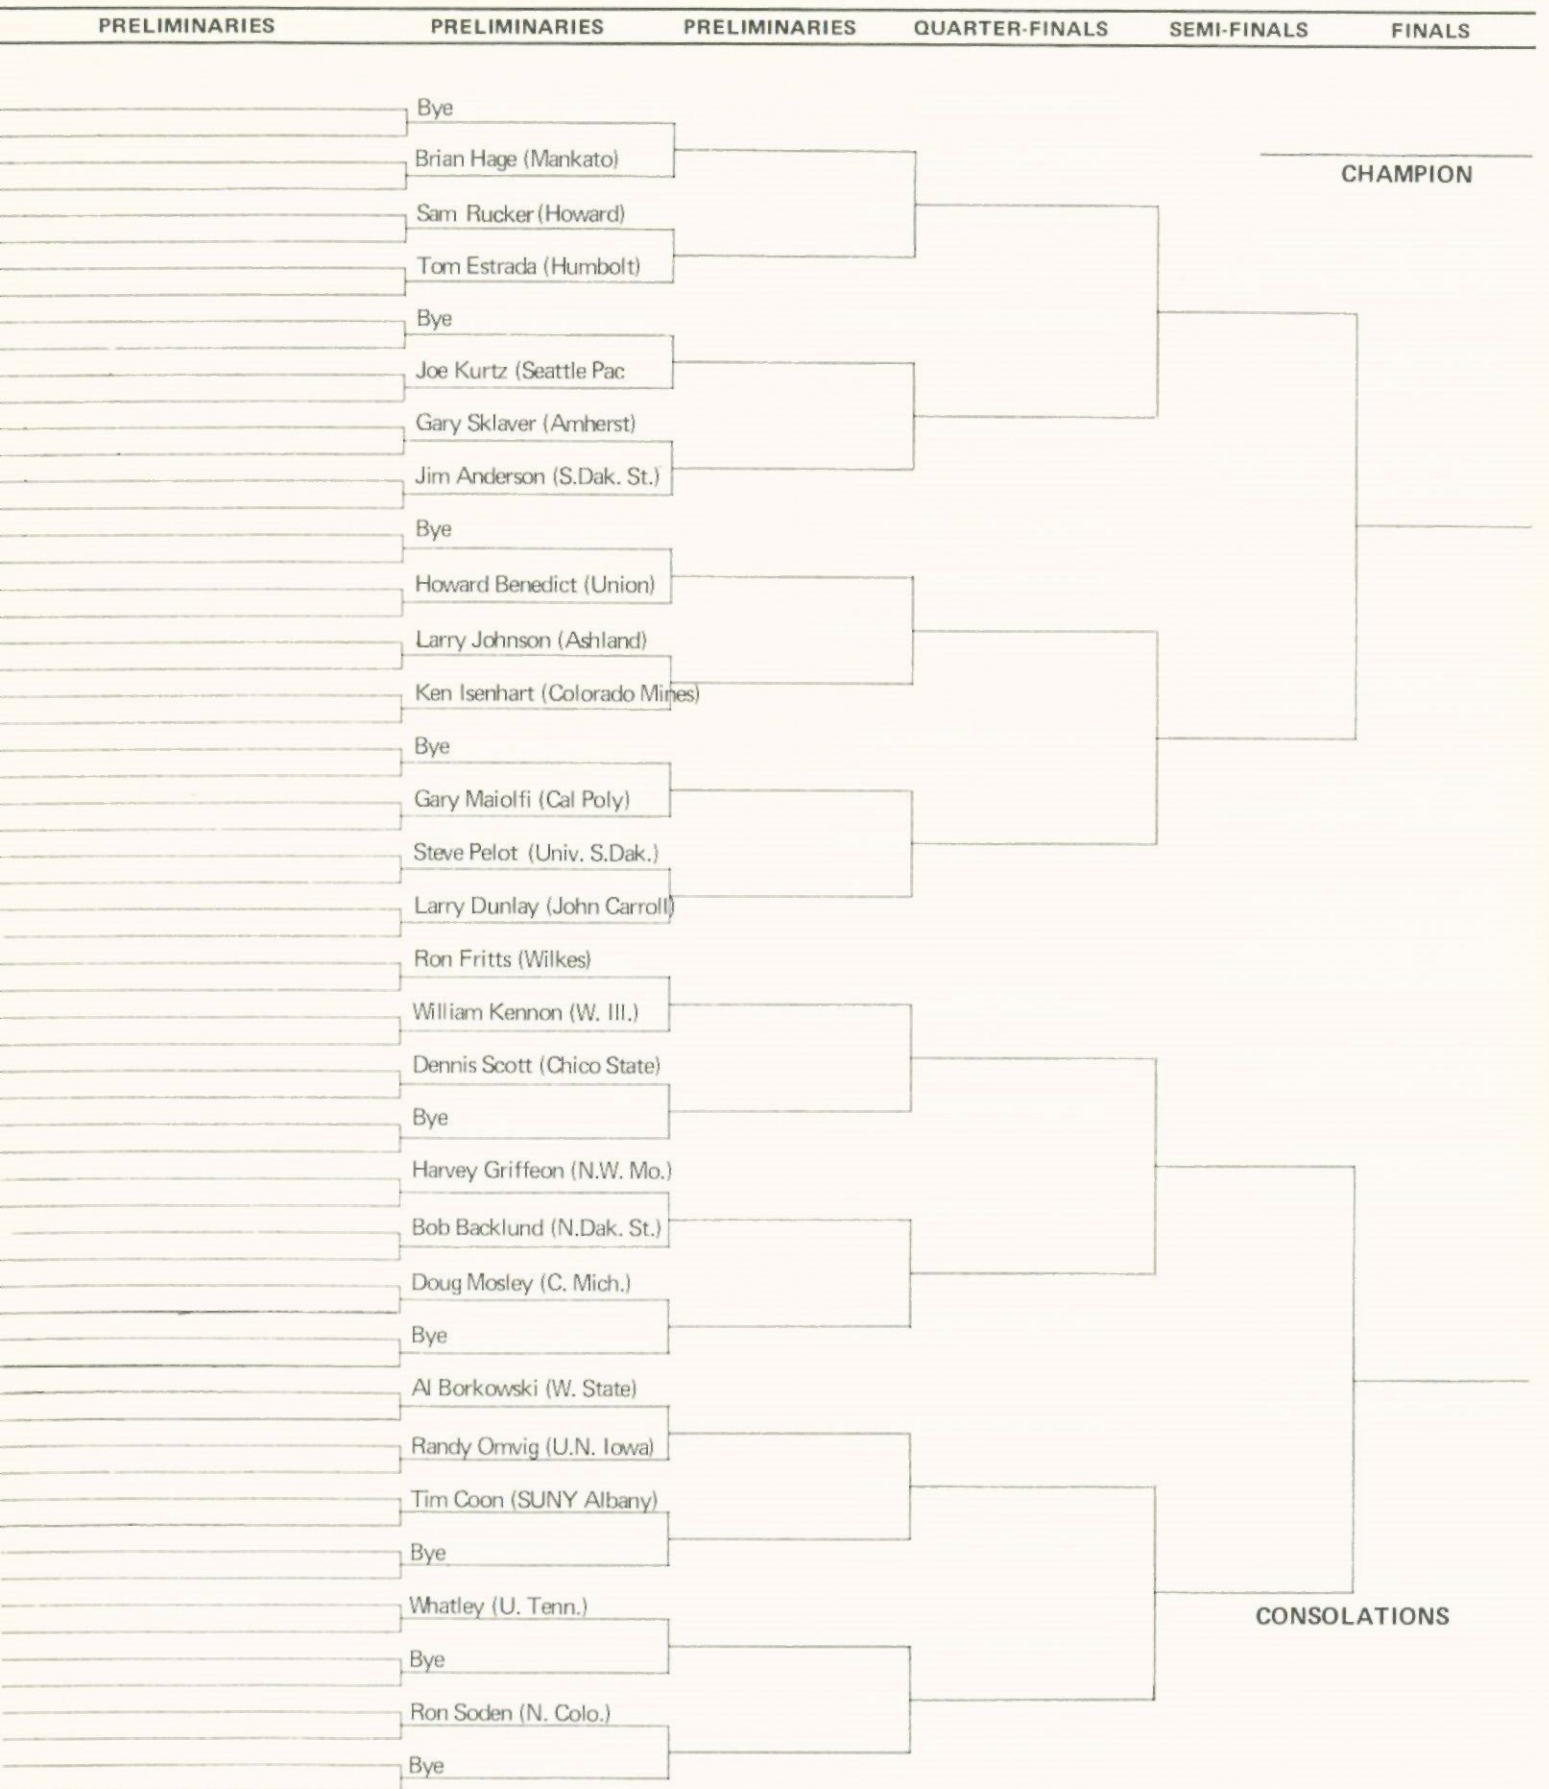 PRELIMINARIES PRELIMINARIES PRELIMINARIES QUARTER-FINALS SEMI-FINALS FINALS
Bye
Brian Hage (Mankato)
CHAMPION
Sam Rucker (Howard)
Tom Estrada (Humbolt)
Bye
Joe Kurtz (Seattle Pac
Gary Sklaver (Amherst)
Jim Anderson (S.Dak. St.)
Bye
Howard Benedict (Union)
Larry Johnson (Ashland)
Ken Isenhart (Colorado Mines)
Bye
Gary Maiolfi (Cal Poly)
Steve Pelot (Univ. S.Dak.)
Larry Dunlay (John Carroll)
Ron Fritts (Wilkes)
William Kennon (W. Ill.)
Dennis Scott (Chico State)
Bye
Harvey Griffeon (N.W. Mo.)
Bob Backlund (N.Dak. St.)
Doug Mosley (C. Mich.)
Bye
Al Borkowski (W. State)
Randy Omvig (U.N. Iowa)
Tim Coon (SUNY Albany)
Bye
Whatley (U. Tenn.)
CONSOLATIONS
Bye
Ron Soden (N. Colo.)
Bye